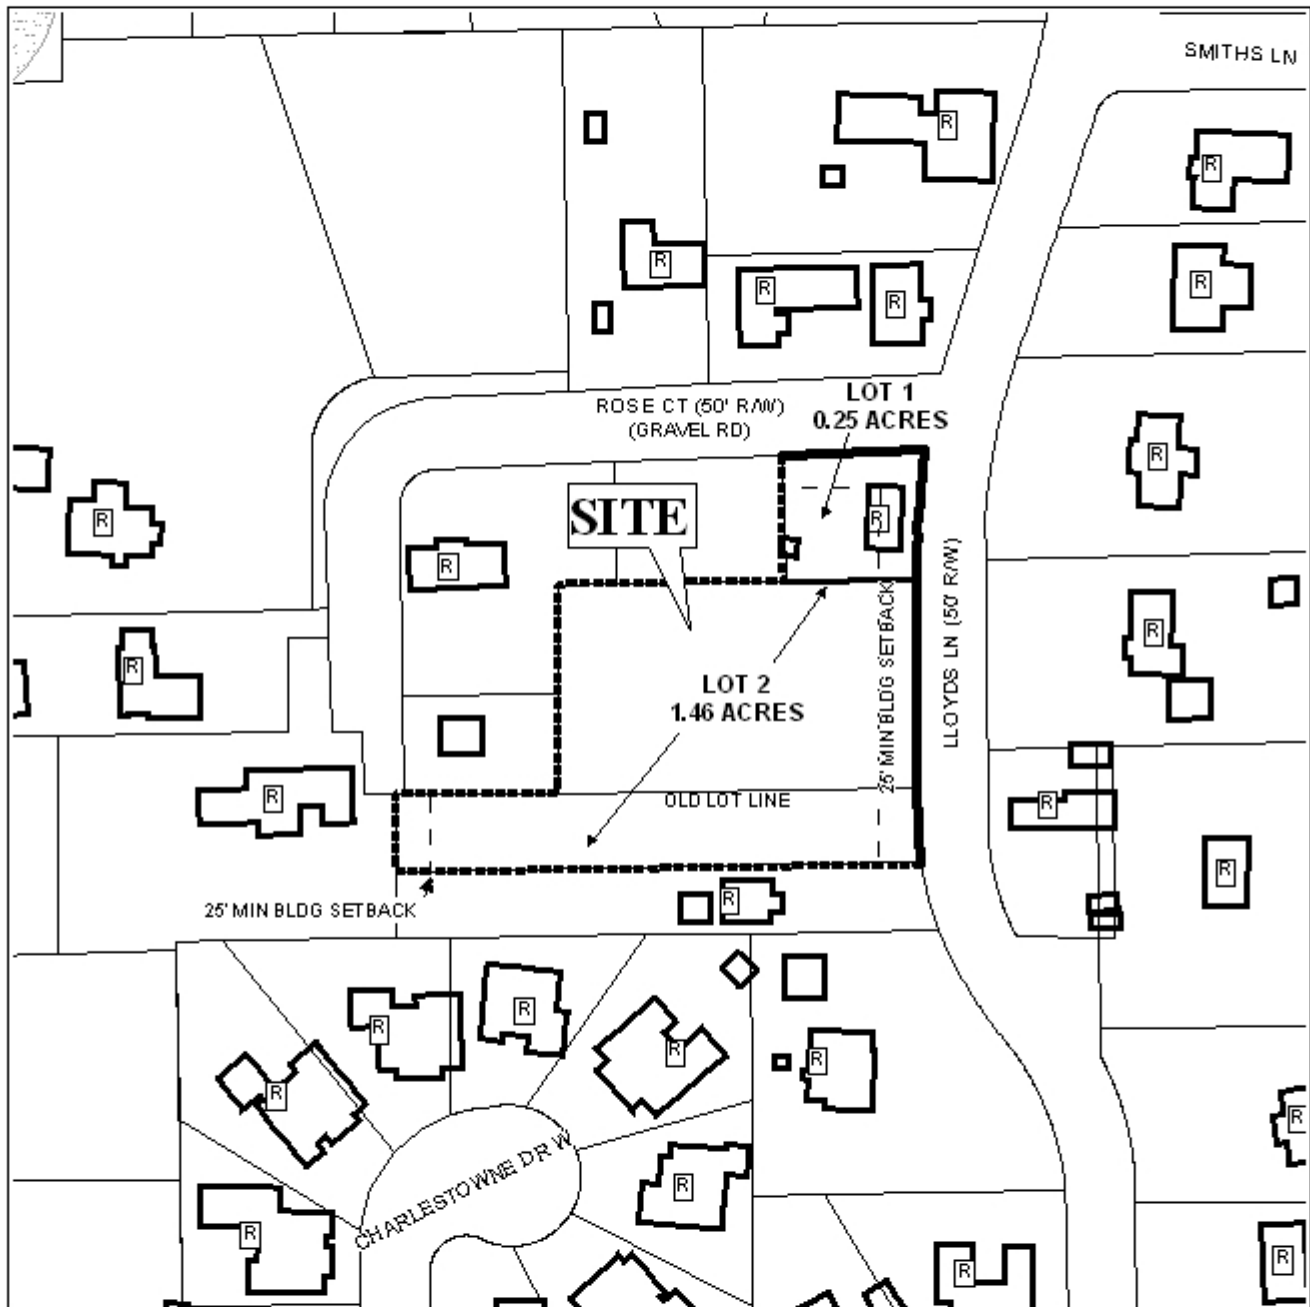 SMITHS LN
R
R
R
R
R
R
ROSE CT (50' R/W)
(GRAVEL RD)
LOT 1
0.25 ACRES
R
R
SITE
R
R
LLOYDS LN (50' R/W)
25' MIN BLDG SETBACK
R
R
LOT 2
1.46 ACRES
R
OLD LOT LINE
R
R
R
25' MIN BLDG SETBACK
R
R
R
R
R
R
R
CHARLESTOWNE DR W
R
R
R
R